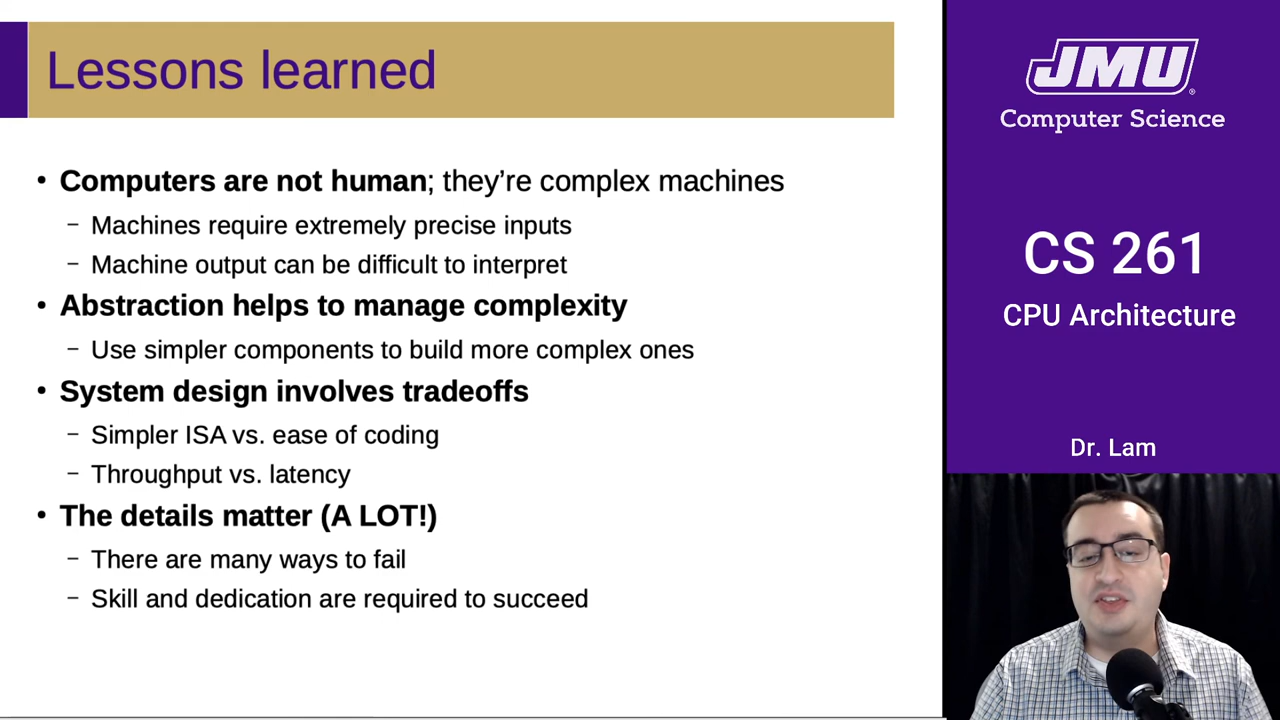 Lessons learned
• Computers are not human; they’re complex machines
– Machines require extremely precise inputs
– Machine output can be difficult to interpret
• Abstraction helps to manage complexity
– Use simpler components to build more complex ones
• System design involves tradeoffs
– Simpler ISA vs. ease of coding
– Throughput vs. latency
• The details matter (A LOT!)
– There are many ways to fail
– Skill and dedication are required to succeed
JMU®
Computer Science
CS 261
CPU Architecture
Dr. Lam